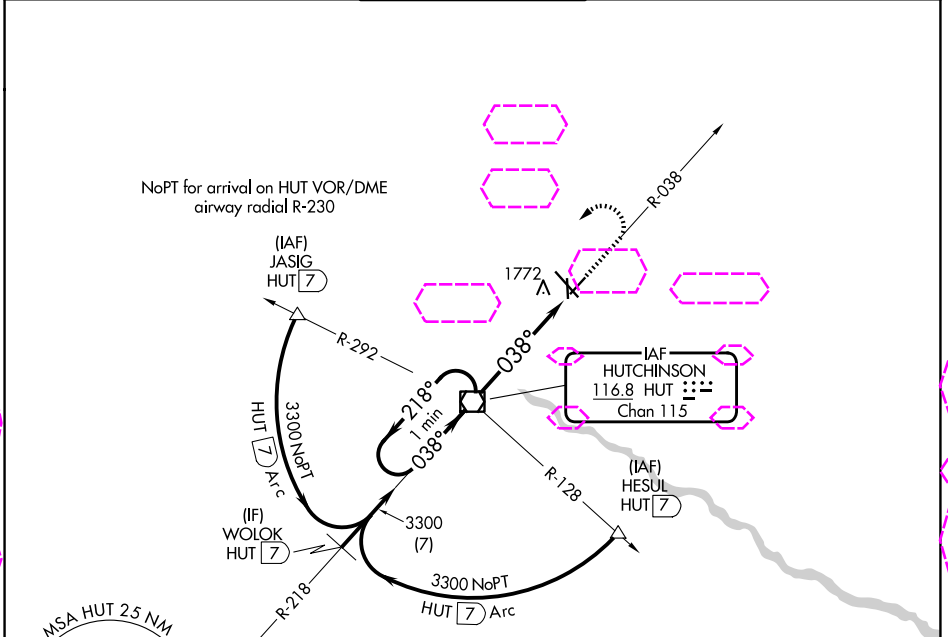 NoPT for arrival on HUT VOR/DME
airway radial R-230
(IAF)
JASIG
HUT 7
R-292
R-038
1772
038°
IAF
HUTCHINSON
116.8 HUT
Chan 115
218°
1 min
038°
3300 NoPT
HUT 7 Arc
R-128
(IAF)
HESUL
HUT 7
(IF)
WOLOK
HUT 7
3300
(7)
3300 NoPT
HUT 7 Arc
R-218
MSA HUT 25 NM